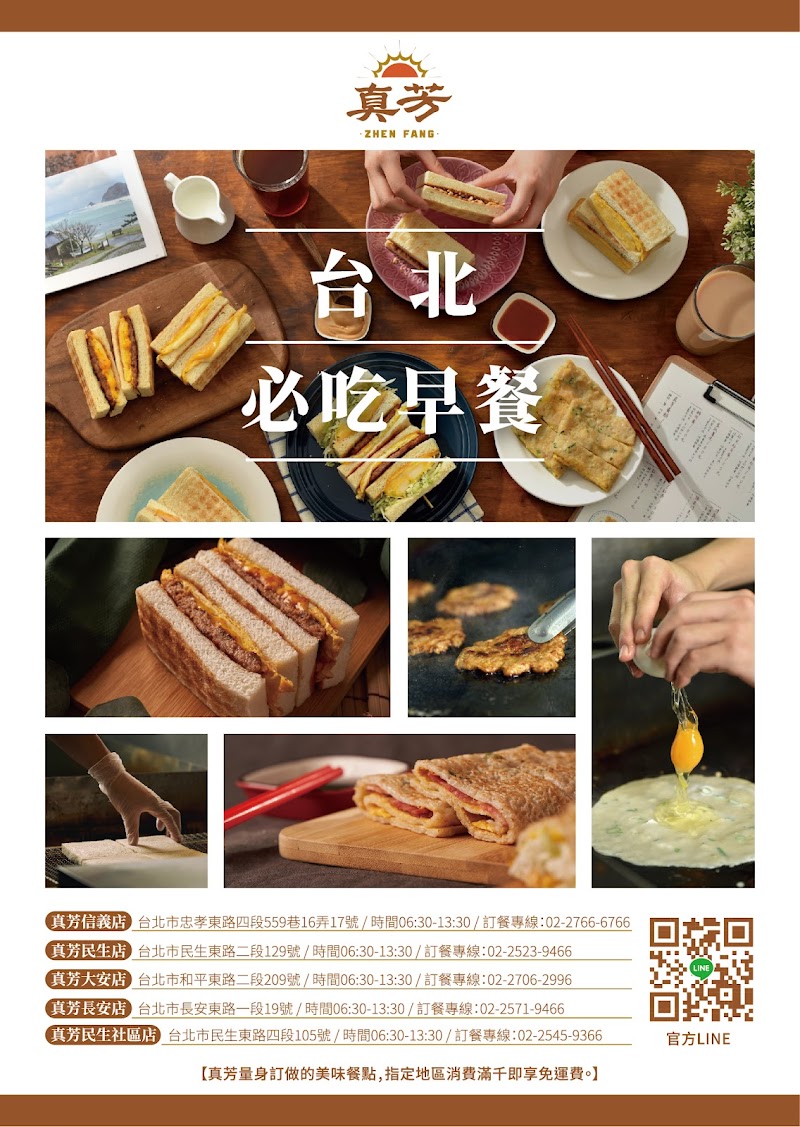 真芳
·ZHEN FANG·
台北
必吃早餐
真芳信義店 台北市忠孝東路四段559巷16弄17號 / 時間06:30-13:30 / 訂餐專線:02-2766-6766
真芳民生店 台北市民生東路二段129號 / 時間06:30-13:30 / 訂餐專線:02-2523-9466
真芳大安店 台北市和平東路二段209號 / 時間06:30-13:30 / 訂餐專線:02-2706-2996
真芳長安店 台北市長安東路一段19號 / 時間06:30-13:30 / 訂餐專線:02-2571-9466
真芳民生社區店 台北市民生東路四段105號 / 時間06:30-13:30 / 訂餐專線:02-2545-9366
LINE
官方LINE
【真芳量身訂做的美味餐點,指定地區消費滿千即享免運費。】